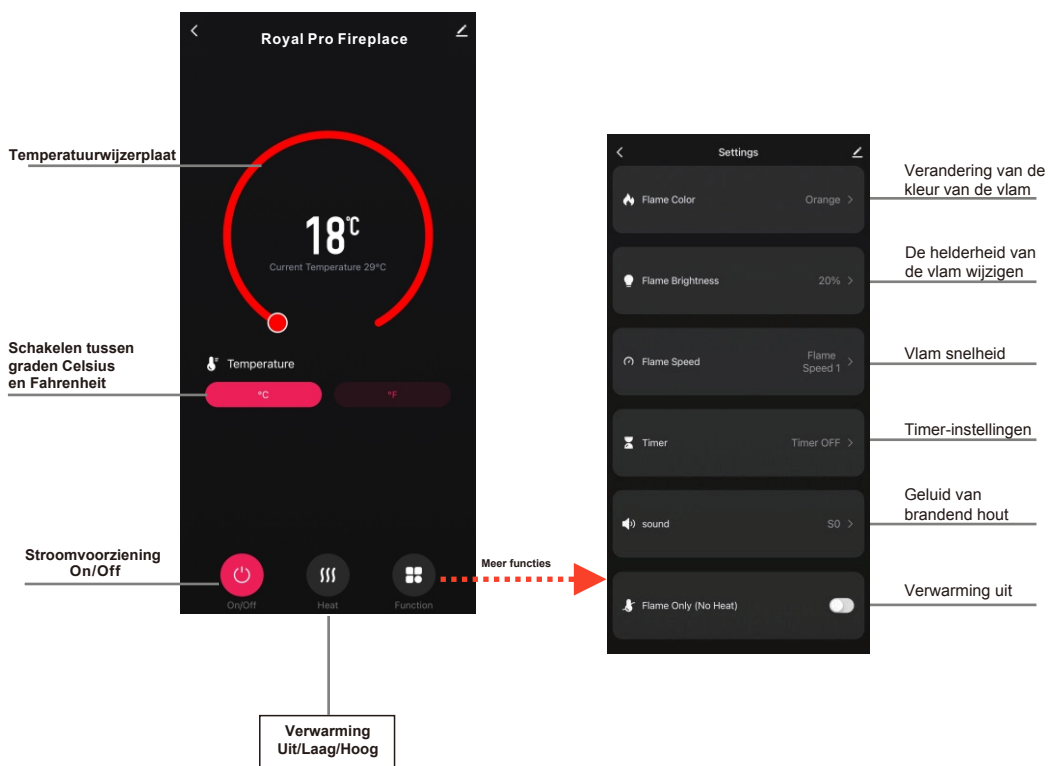 Royal Pro Fireplace
Temperatuurwijzerplaat
18°C
Current Temperature 29°C
Schakelen tussen
graden Celsius
en Fahrenheit
Temperature
°C
°F
Stroomvoorziening
On/Off
On/Off
Heat
Function
Meer functies
Verwarming
Uit/Laag/Hoog
Settings
Flame Color
Orange
Verandering van de
kleur van de vlam
Flame Brightness
20%
De helderheid van
de vlam wijzigen
Flame Speed
Flame
Speed 1
Vlam snelheid
Timer
Timer OFF
Timer-instellingen
sound
S0
Geluid van
brandend hout
Flame Only (No Heat)
Verwarming uit